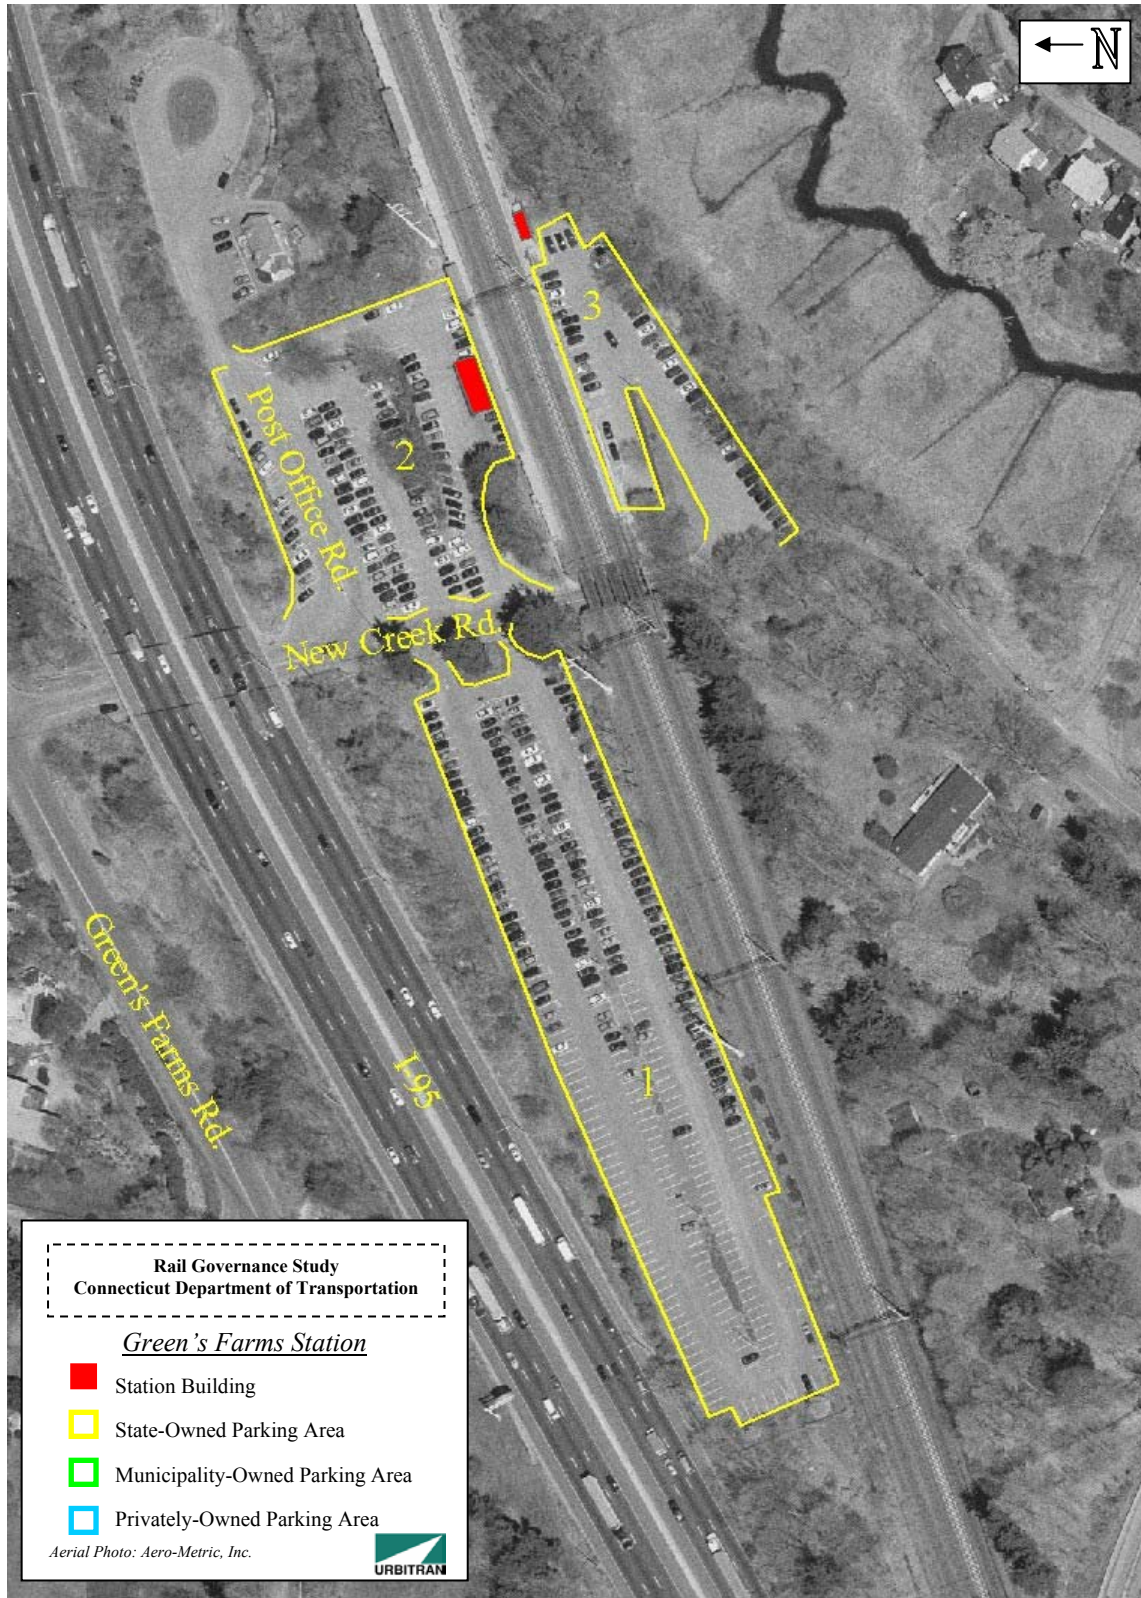 N
3
Post Office Rd.
2
New Creek Rd.
Green's Farms Rd.
I-95
1
Rail Governance Study
Connecticut Department of Transportation
Green's Farms Station
Station Building
State-Owned Parking Area
Municipality-Owned Parking Area
Privately-Owned Parking Area
Aerial Photo: Aero-Metric, Inc.
URBITRAN